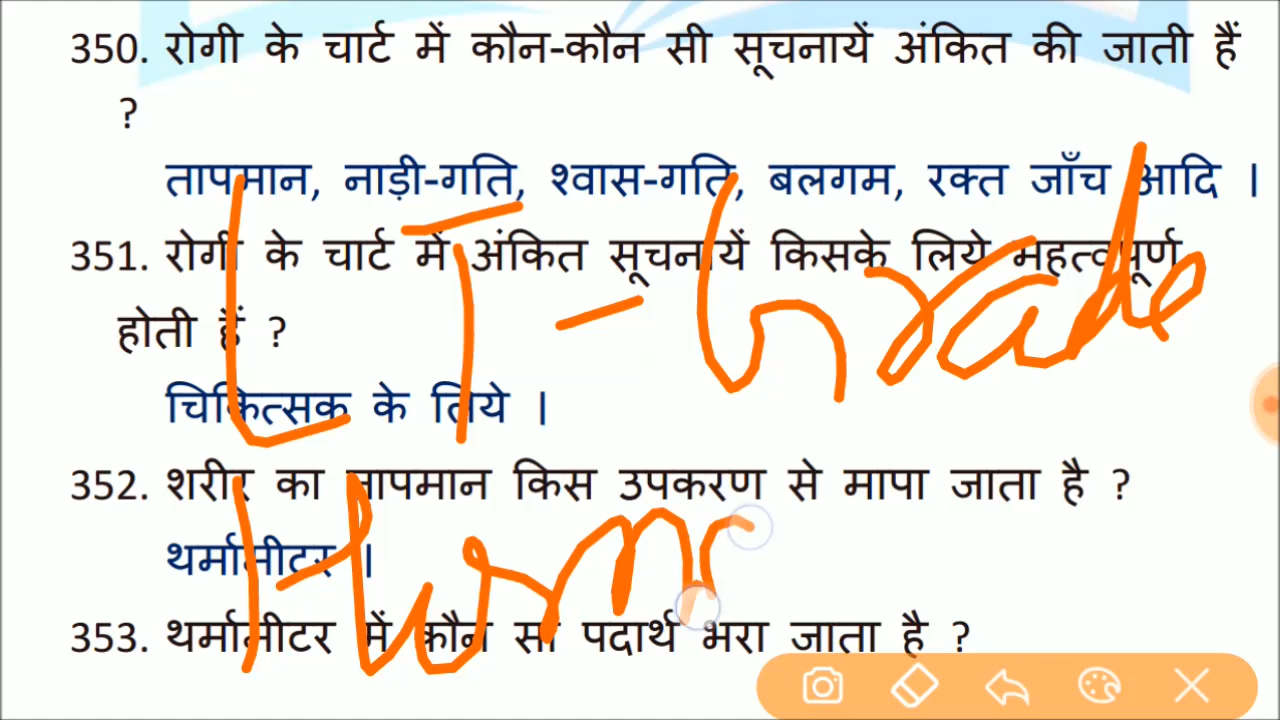 350. रोगी के चार्ट में कौन-कौन सी सूचनायें अंकित की जाती हैं
?
तापमान, नाड़ी-गति, श्वास-गति, बलगम, रक्त जाँच आदि ।
351. रोगी के चार्ट में अंकित सूचनायें किसके लिये महत्वपूर्ण
होती हैं ?
चिकित्सक के लिये ।
LT - Grade
352. शरीर का तापमान किस उपकरण से मापा जाता है ?
थर्मामीटर ।
353. थर्मामीटर में कौन सा पदार्थ भरा जाता है ?